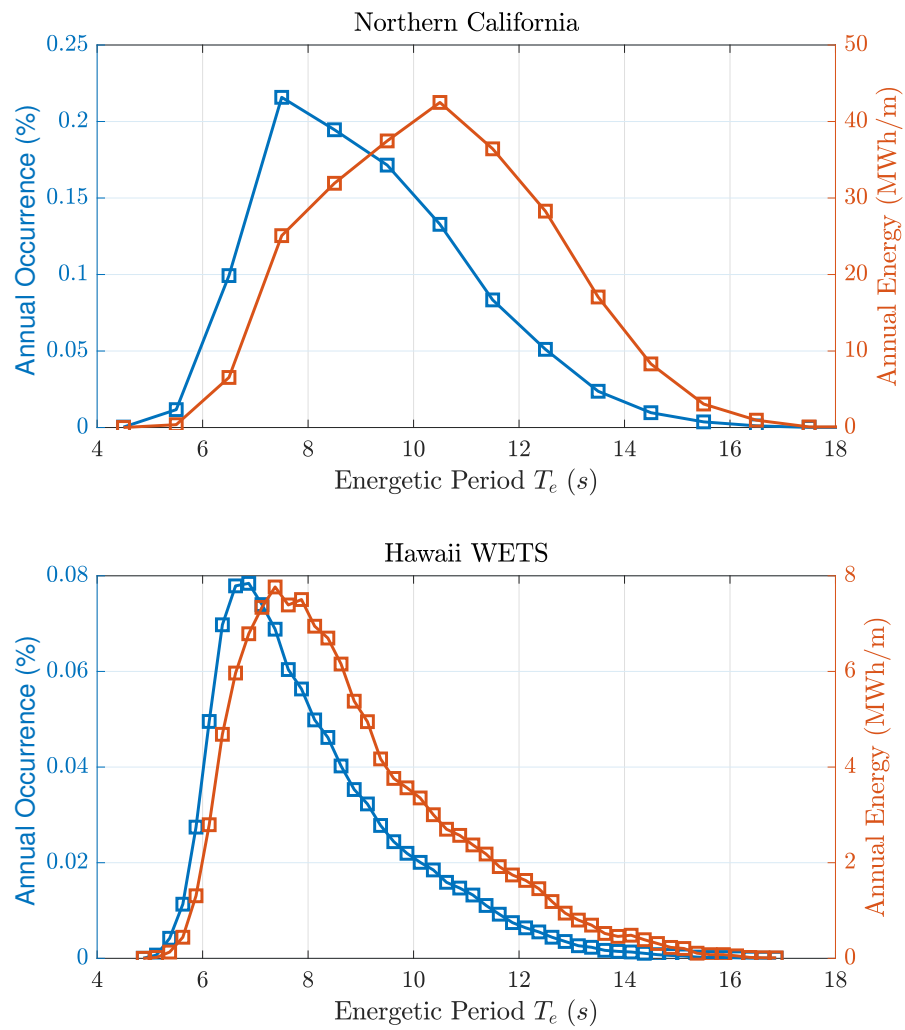 Northern California
0.25
0.2
0.15
0.1
0.05
0
Annual Occurrence (%)
50
40
30
20
10
0
Annual Energy (MWh/m)
4 6 8 10 12 14 16 18
Energetic Period Te (s)
Hawaii WETS
0.08
0.06
0.04
0.02
0
Annual Occurrence (%)
8
6
4
2
0
Annual Energy (MWh/m)
4 6 8 10 12 14 16 18
Energetic Period Te (s)